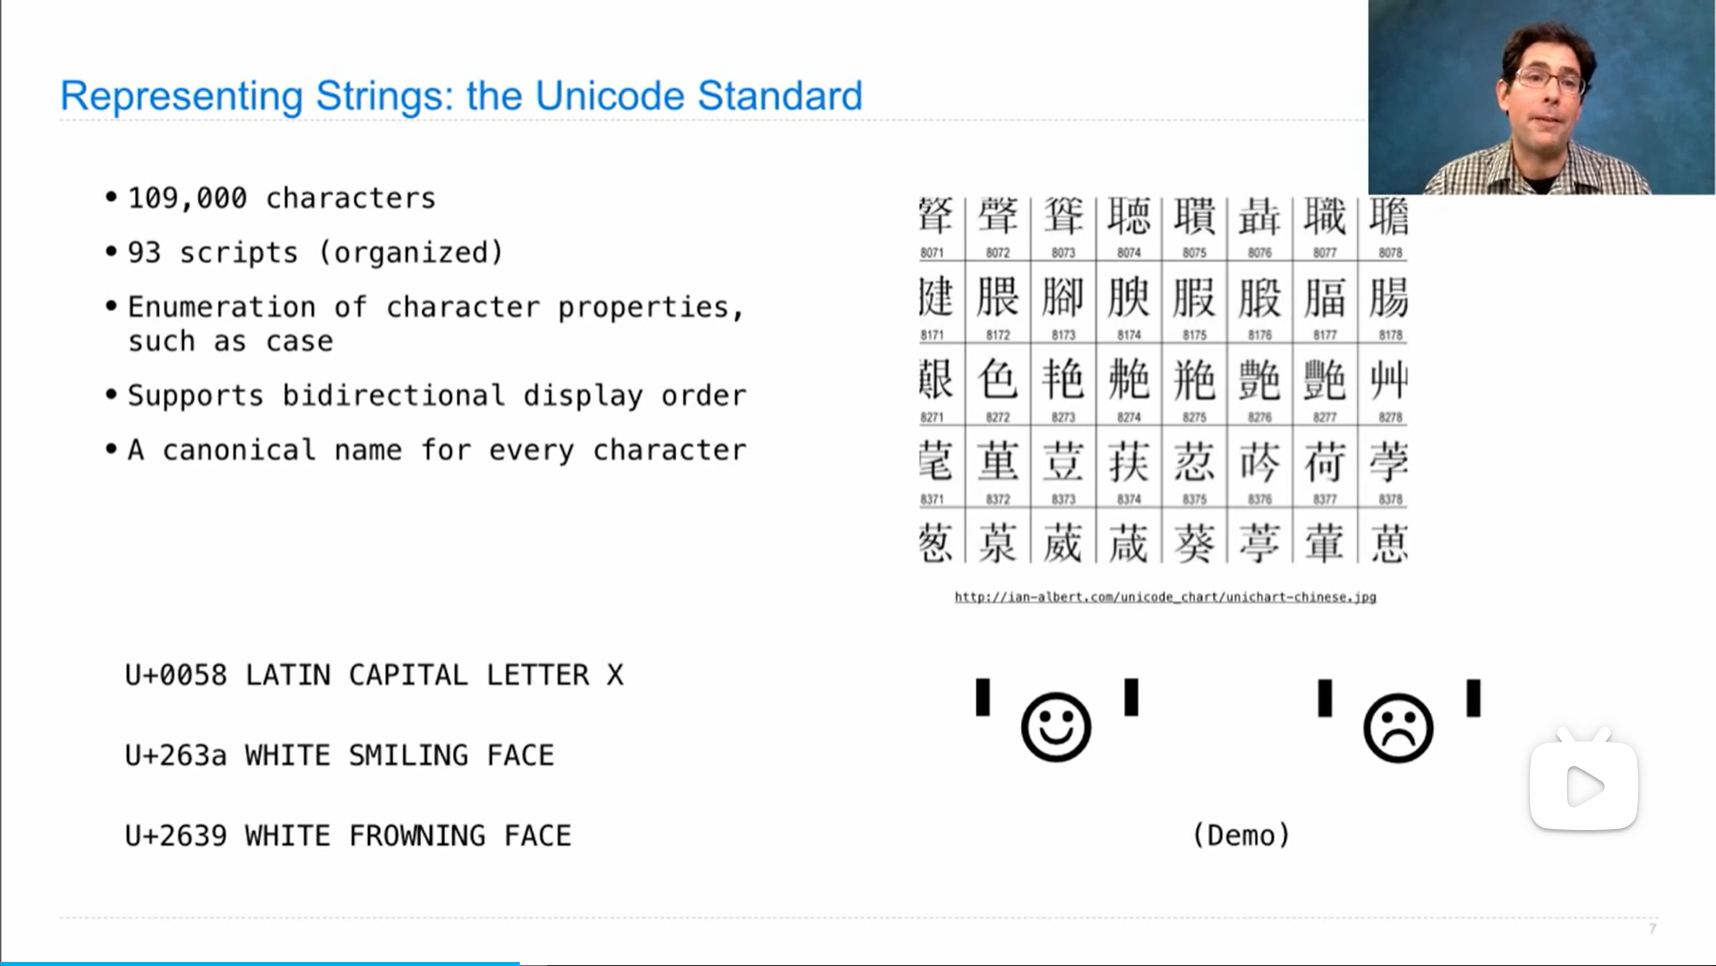 Representing Strings: the Unicode Standard
• 109,000 characters
• 93 scripts (organized)
• Enumeration of character properties,
such as case
• Supports bidirectional display order
• A canonical name for every character
聲 聲 聳 聴 聵 聶 職 聸
8071 8072 8073 8074 8075 8076 8077 8078
腱 腲 腳 腴 腵 腶 腷 腸
8171 8172 8173 8174 8175 8176 8177 8178
艱 色 艳 艴 艵 艶 艷 艸
8271 8272 8273 8274 8275 8276 8277 8278
荱 荲 荳 荴 荵 荶 荷 荸
8371 8372 8373 8374 8375 8376 8377 8378
葱 葲 葳 葴 葵 葶 葷 葸
http://ian-albert.com/unicode_chart/unichart-chinese.jpg
U+0058 LATIN CAPITAL LETTER X
U+263a WHITE SMILING FACE
U+2639 WHITE FROWNING FACE
'☺' '☹'
(Demo)
7